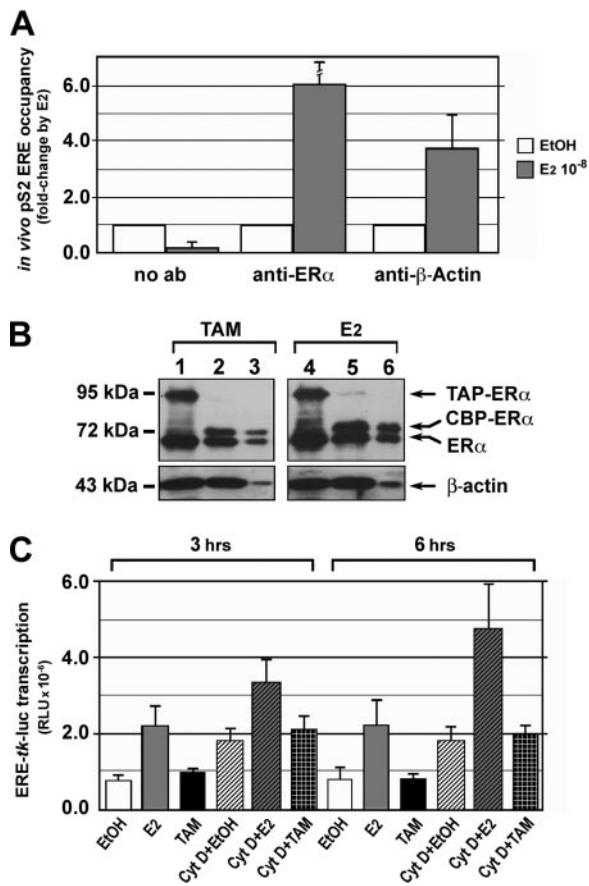 A
in vivo pS2 ERE occupancy
(fold-change by E2)
6.0
4.0
2.0
0.0
EtOH
E2 10-8
no ab
anti-ERα
anti-β-Actin
B
TAM
E2
1 2 3 4 5 6
95 kDa
72 kDa
43 kDa
TAP-ERα
CBP-ERα
ERα
β-actin
C
3 hrs
6 hrs
ERE-tk-luc transcription
(RLU x 10-6)
6.0
4.0
2.0
0.0
EtOH
E2
TAM
Cyt D+EtOH
Cyt D+E2
Cyt D+TAM
EtOH
E2
TAM
Cyt D+EtOH
Cyt D+E2
Cyt D+TAM